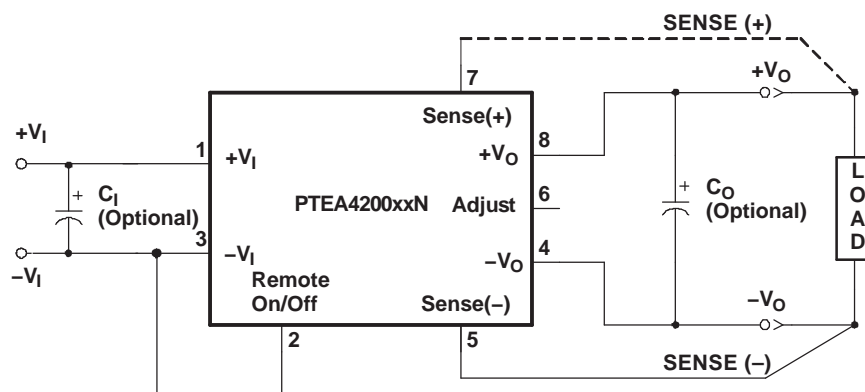 SENSE (+)
7
+VO
Sense(+)
8
+VI
1
+VI
+VO
+
CI
(Optional)
PTEA4200xxN
Adjust
6
+
CO
(Optional)
LOAD
3
–VI
–VI
4
–VO
Remote
On/Off
Sense(–)
–VO
2
5
SENSE (–)